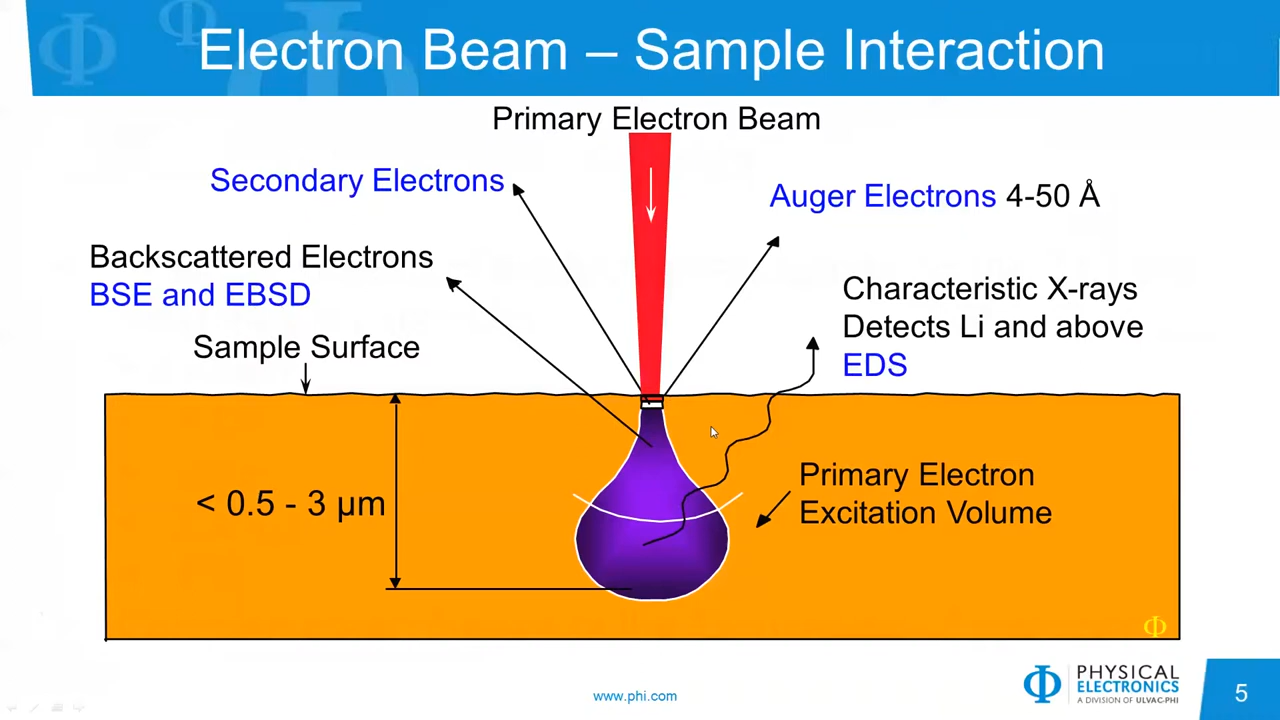 Electron Beam – Sample Interaction
Primary Electron Beam
Secondary Electrons
Auger Electrons 4-50 Å
Backscattered Electrons
BSE and EBSD
Characteristic X-rays
Detects Li and above
EDS
Sample Surface
< 0.5 - 3 µm
Primary Electron
Excitation Volume
Φ
www.phi.com
Φ PHYSICAL
ELECTRONICS
A DIVISION OF ULVAC-PHI
5